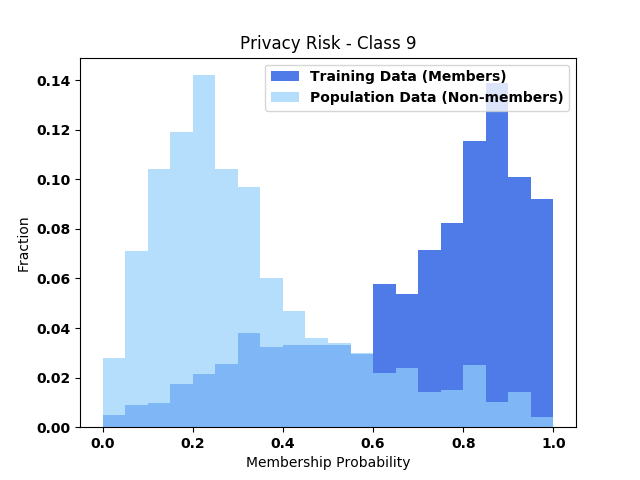 Privacy Risk - Class 9
Training Data (Members)
Population Data (Non-members)
0.14
0.12
0.10
0.08
0.06
0.04
0.02
0.00
Fraction
0.0 0.2 0.4 0.6 0.8 1.0
Membership Probability